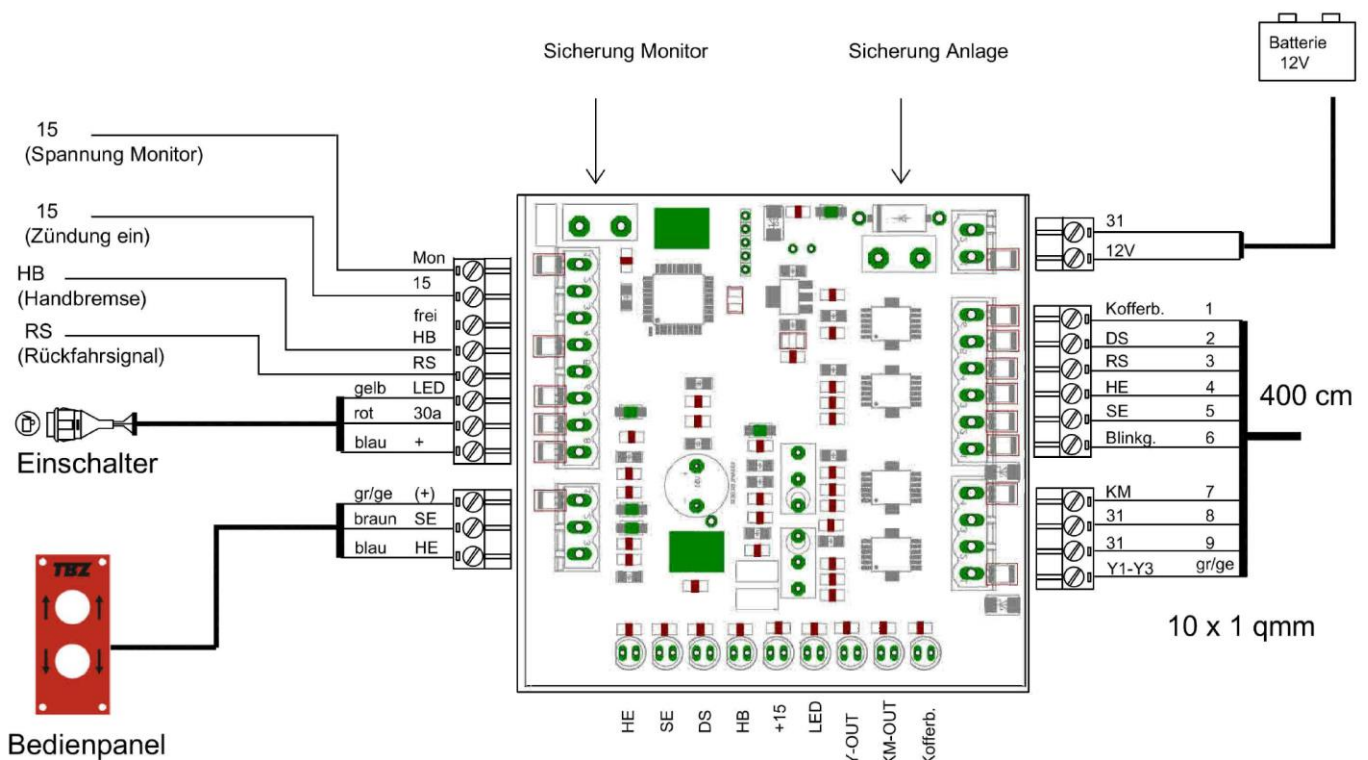 Sicherung Monitor
Sicherung Anlage
Batterie
12V
15
(Spannung Monitor)
15
(Zündung ein)
HB
(Handbremse)
RS
(Rückfahrsignal)
Mon
15
frei
HB
RS
gelb LED
rot 30a
blau +
Einschalter
gr/ge (+)
braun SE
blau HE
TBZ
Bedienpanel
31
12V
Kofferb. 1
DS 2
RS 3
HE 4
SE 5
Blinkg. 6
400 cm
KM 7
31 8
31 9
Y1-Y3 gr/ge
10 x 1 qmm
HE
SE
DS
HB
+15
LED
Y-OUT
KM-OUT
Kofferb.